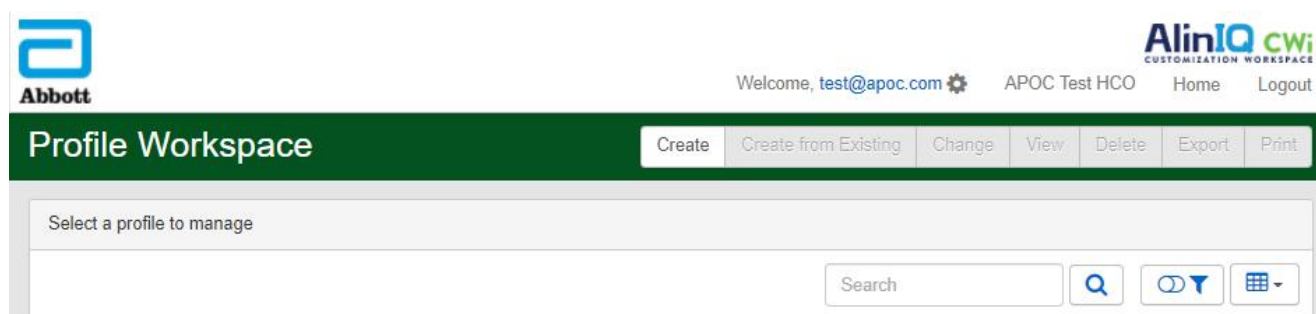 AlinIQ CWi
CUSTOMIZATION WORKSPACE
Abbott
Welcome, test@apoc.com APOC Test HCO Home Logout
Profile Workspace
Create Create from Existing Change View Delete Export Print
Select a profile to manage
Search